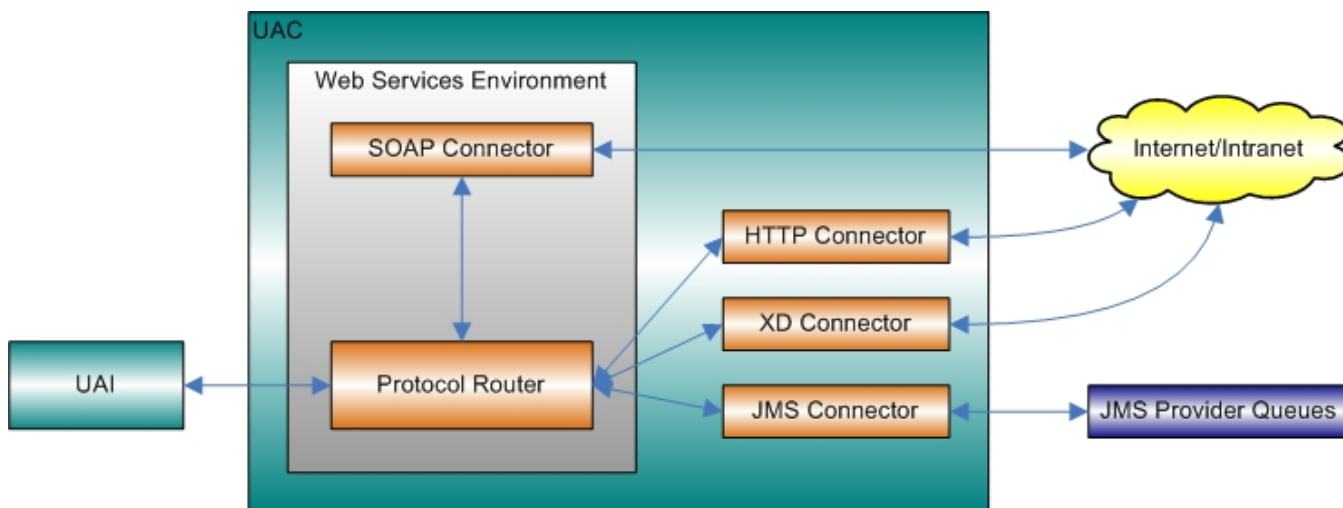 UAC
Web Services Environment
SOAP Connector
Internet/Intranet
HTTP Connector
XD Connector
UAI
Protocol Router
JMS Connector
JMS Provider Queues